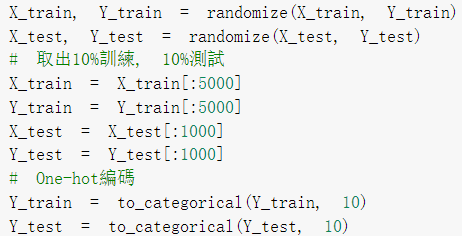 X_train, Y_train = randomize(X_train, Y_train)
X_test, Y_test = randomize(X_test, Y_test)
# 取出10%訓練, 10%測試
X_train = X_train[:5000]
Y_train = Y_train[:5000]
X_test = X_test[:1000]
Y_test = Y_test[:1000]
# One-hot編碼
Y_train = to_categorical(Y_train, 10)
Y_test = to_categorical(Y_test, 10)